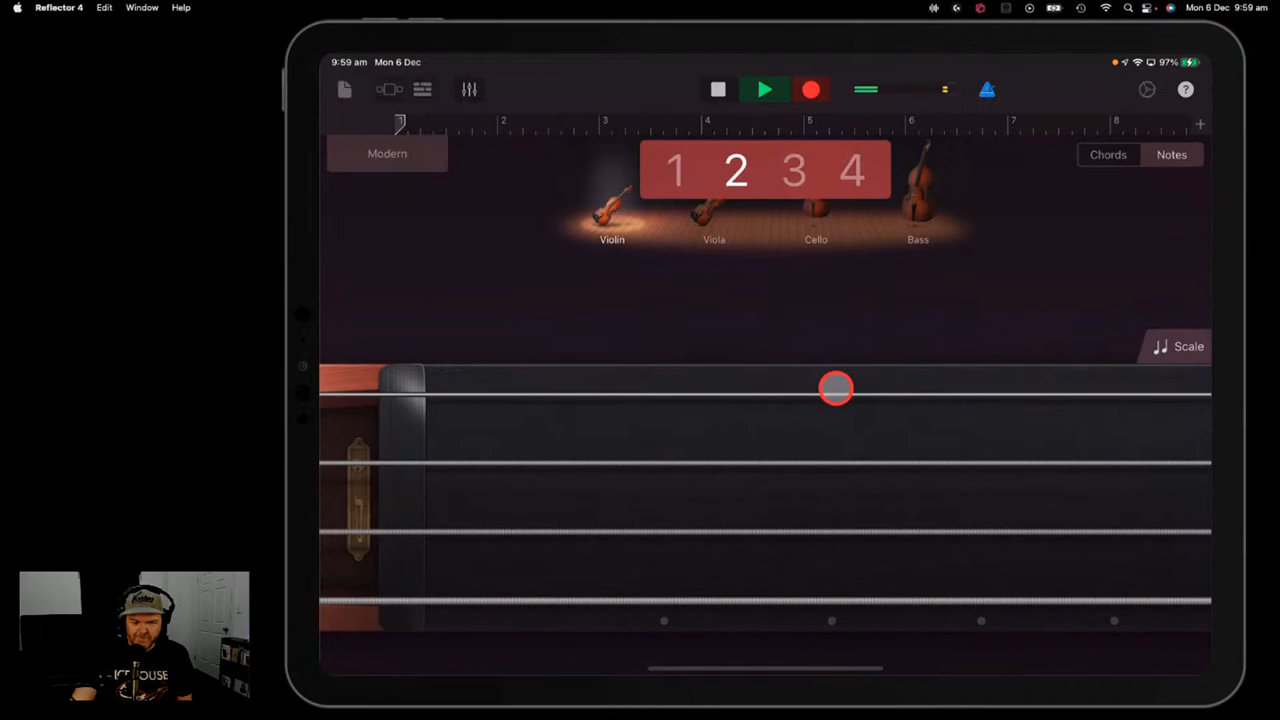 Reflector 4 Edit Window Help
Mon 6 Dec 9:59 am
9:59 am Mon 6 Dec
97%
1 2 3 4 5 6 7 8
Modern
1 2 3 4
Chords Notes
Violin Viola Cello Bass
Scale